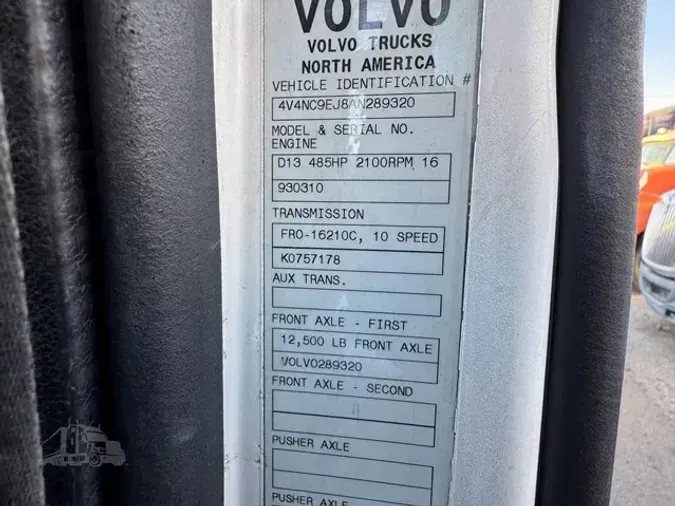 VOLVO
VOLVO TRUCKS
NORTH AMERICA
VEHICLE IDENTIFICATION #
4V4NC9EJ8AN289320
MODEL & SERIAL NO.
ENGINE
D13 485HP 2100RPM 16
930310
TRANSMISSION
FRO-16210C, 10 SPEED
K0757178
AUX TRANS.
FRONT AXLE - FIRST
12,500 LB FRONT AXLE
VOLVO289320
FRONT AXLE - SECOND
PUSHER AXLE
PUSHER AXLE